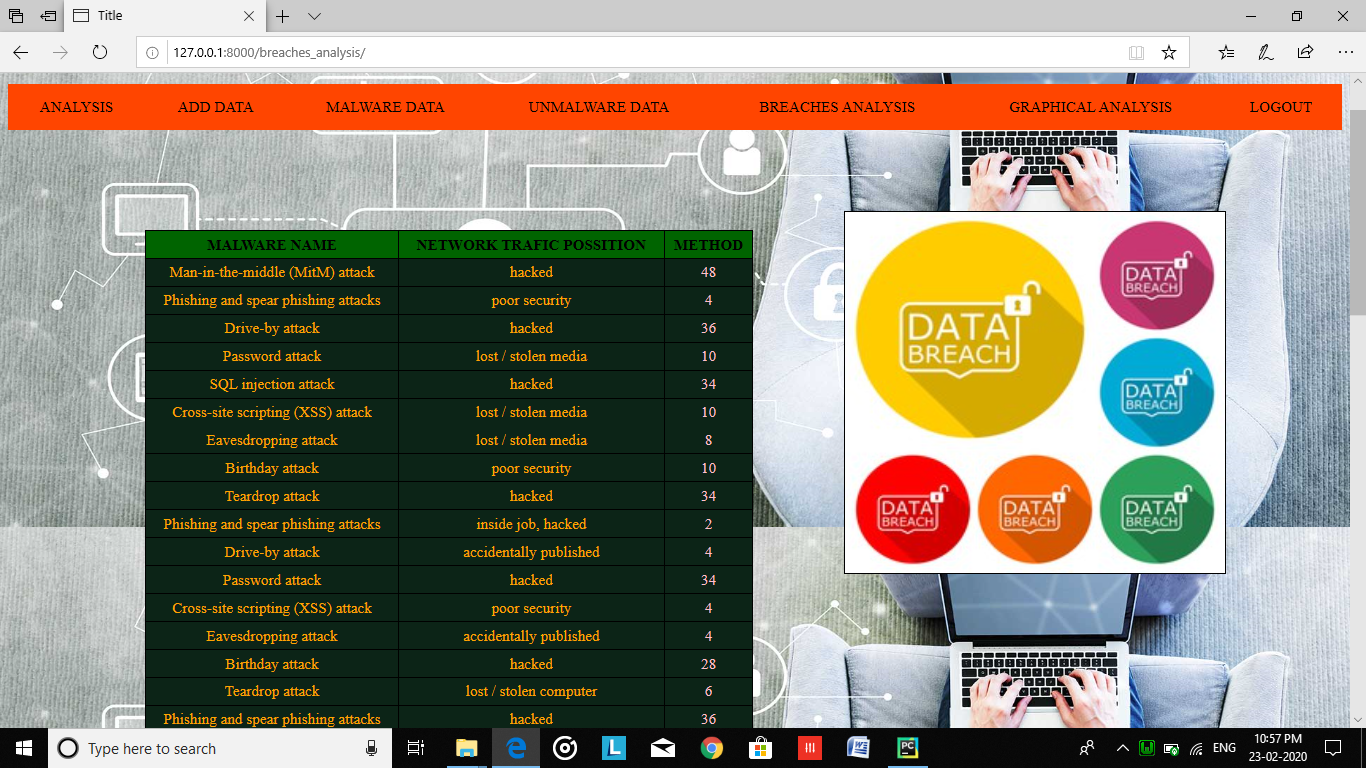 Title
127.0.0.1:8000/breaches_analysis/
ANALYSIS ADD DATA MALWARE DATA UNMALWARE DATA BREACHES ANALYSIS GRAPHICAL ANALYSIS LOGOUT
MALWARE NAME NETWORK TRAFIC POSSITION METHOD
Man-in-the-middle (MitM) attack hacked 48
Phishing and spear phishing attacks poor security 4
Drive-by attack hacked 36
Password attack lost / stolen media 10
SQL injection attack hacked 34
Cross-site scripting (XSS) attack lost / stolen media 10
Eavesdropping attack lost / stolen media 8
Birthday attack poor security 10
Teardrop attack hacked 34
Phishing and spear phishing attacks inside job, hacked 2
Drive-by attack accidentally published 4
Password attack hacked 34
Cross-site scripting (XSS) attack poor security 4
Eavesdropping attack accidentally published 4
Birthday attack hacked 28
Teardrop attack lost / stolen computer 6
Phishing and spear phishing attacks hacked 36
DATA
BREACH
DATA
BREACH
DATA
BREACH
DATA
BREACH
DATA
BREACH
DATA
BREACH
Type here to search
L
W
PC
ENG
10:57 PM
23-02-2020